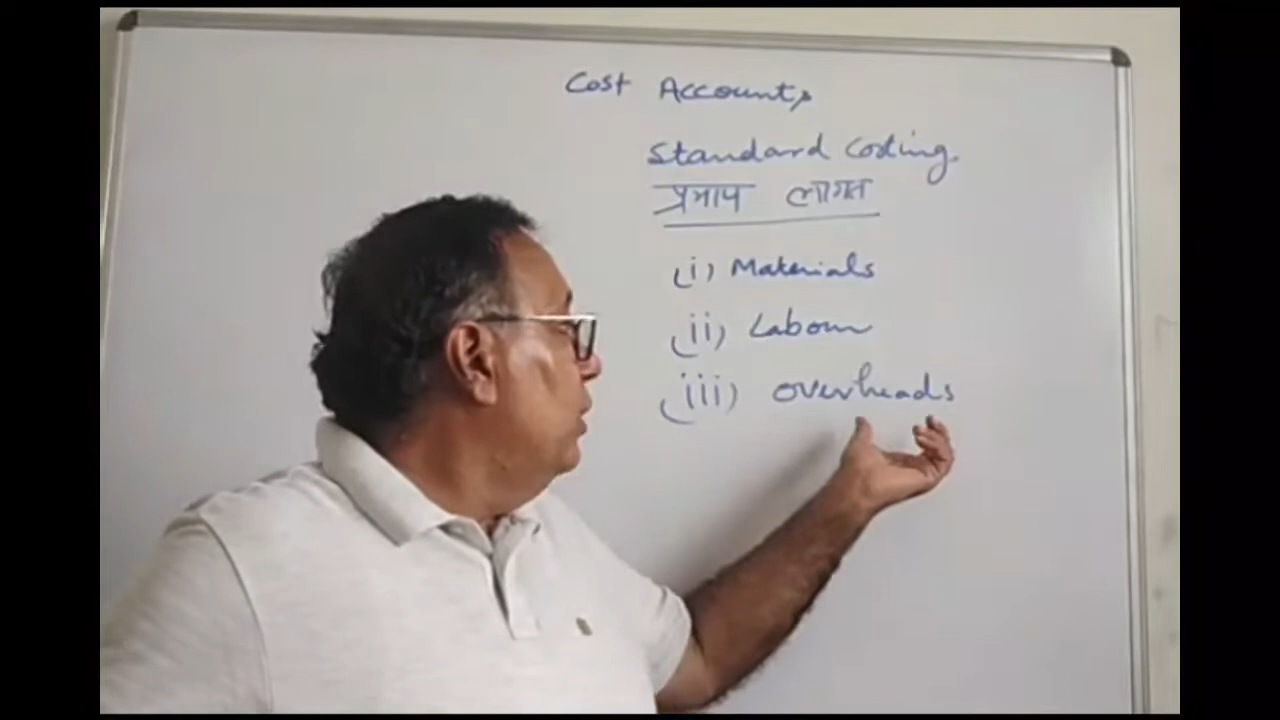 Cost Accounts
Standard Costing
प्रमाप लागत
(i) Materials
(ii) Labour
(iii) Overheads